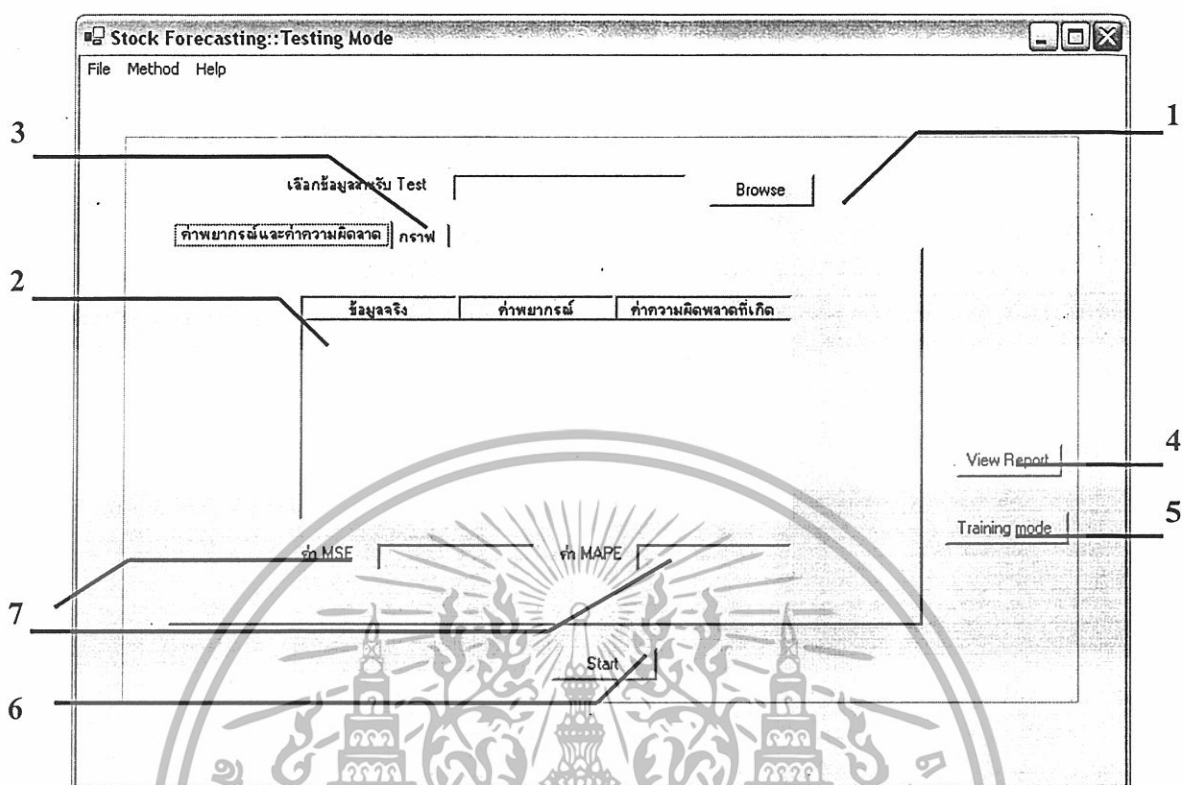 Stock Forecasting::Testing Mode
File Method Help
1
3
เลือกข้อมูลสำหรับ Test
Browse
ค่าพยากรณ์และค่าความผิดลาด กราฟ
2
ข้อมูลจริง ค่าพยากรณ์ ค่าความผิดพลาดที่เกิด
4
View Report
5
Training mode
ค่า MSE ค่า MAPE
7
Start
6